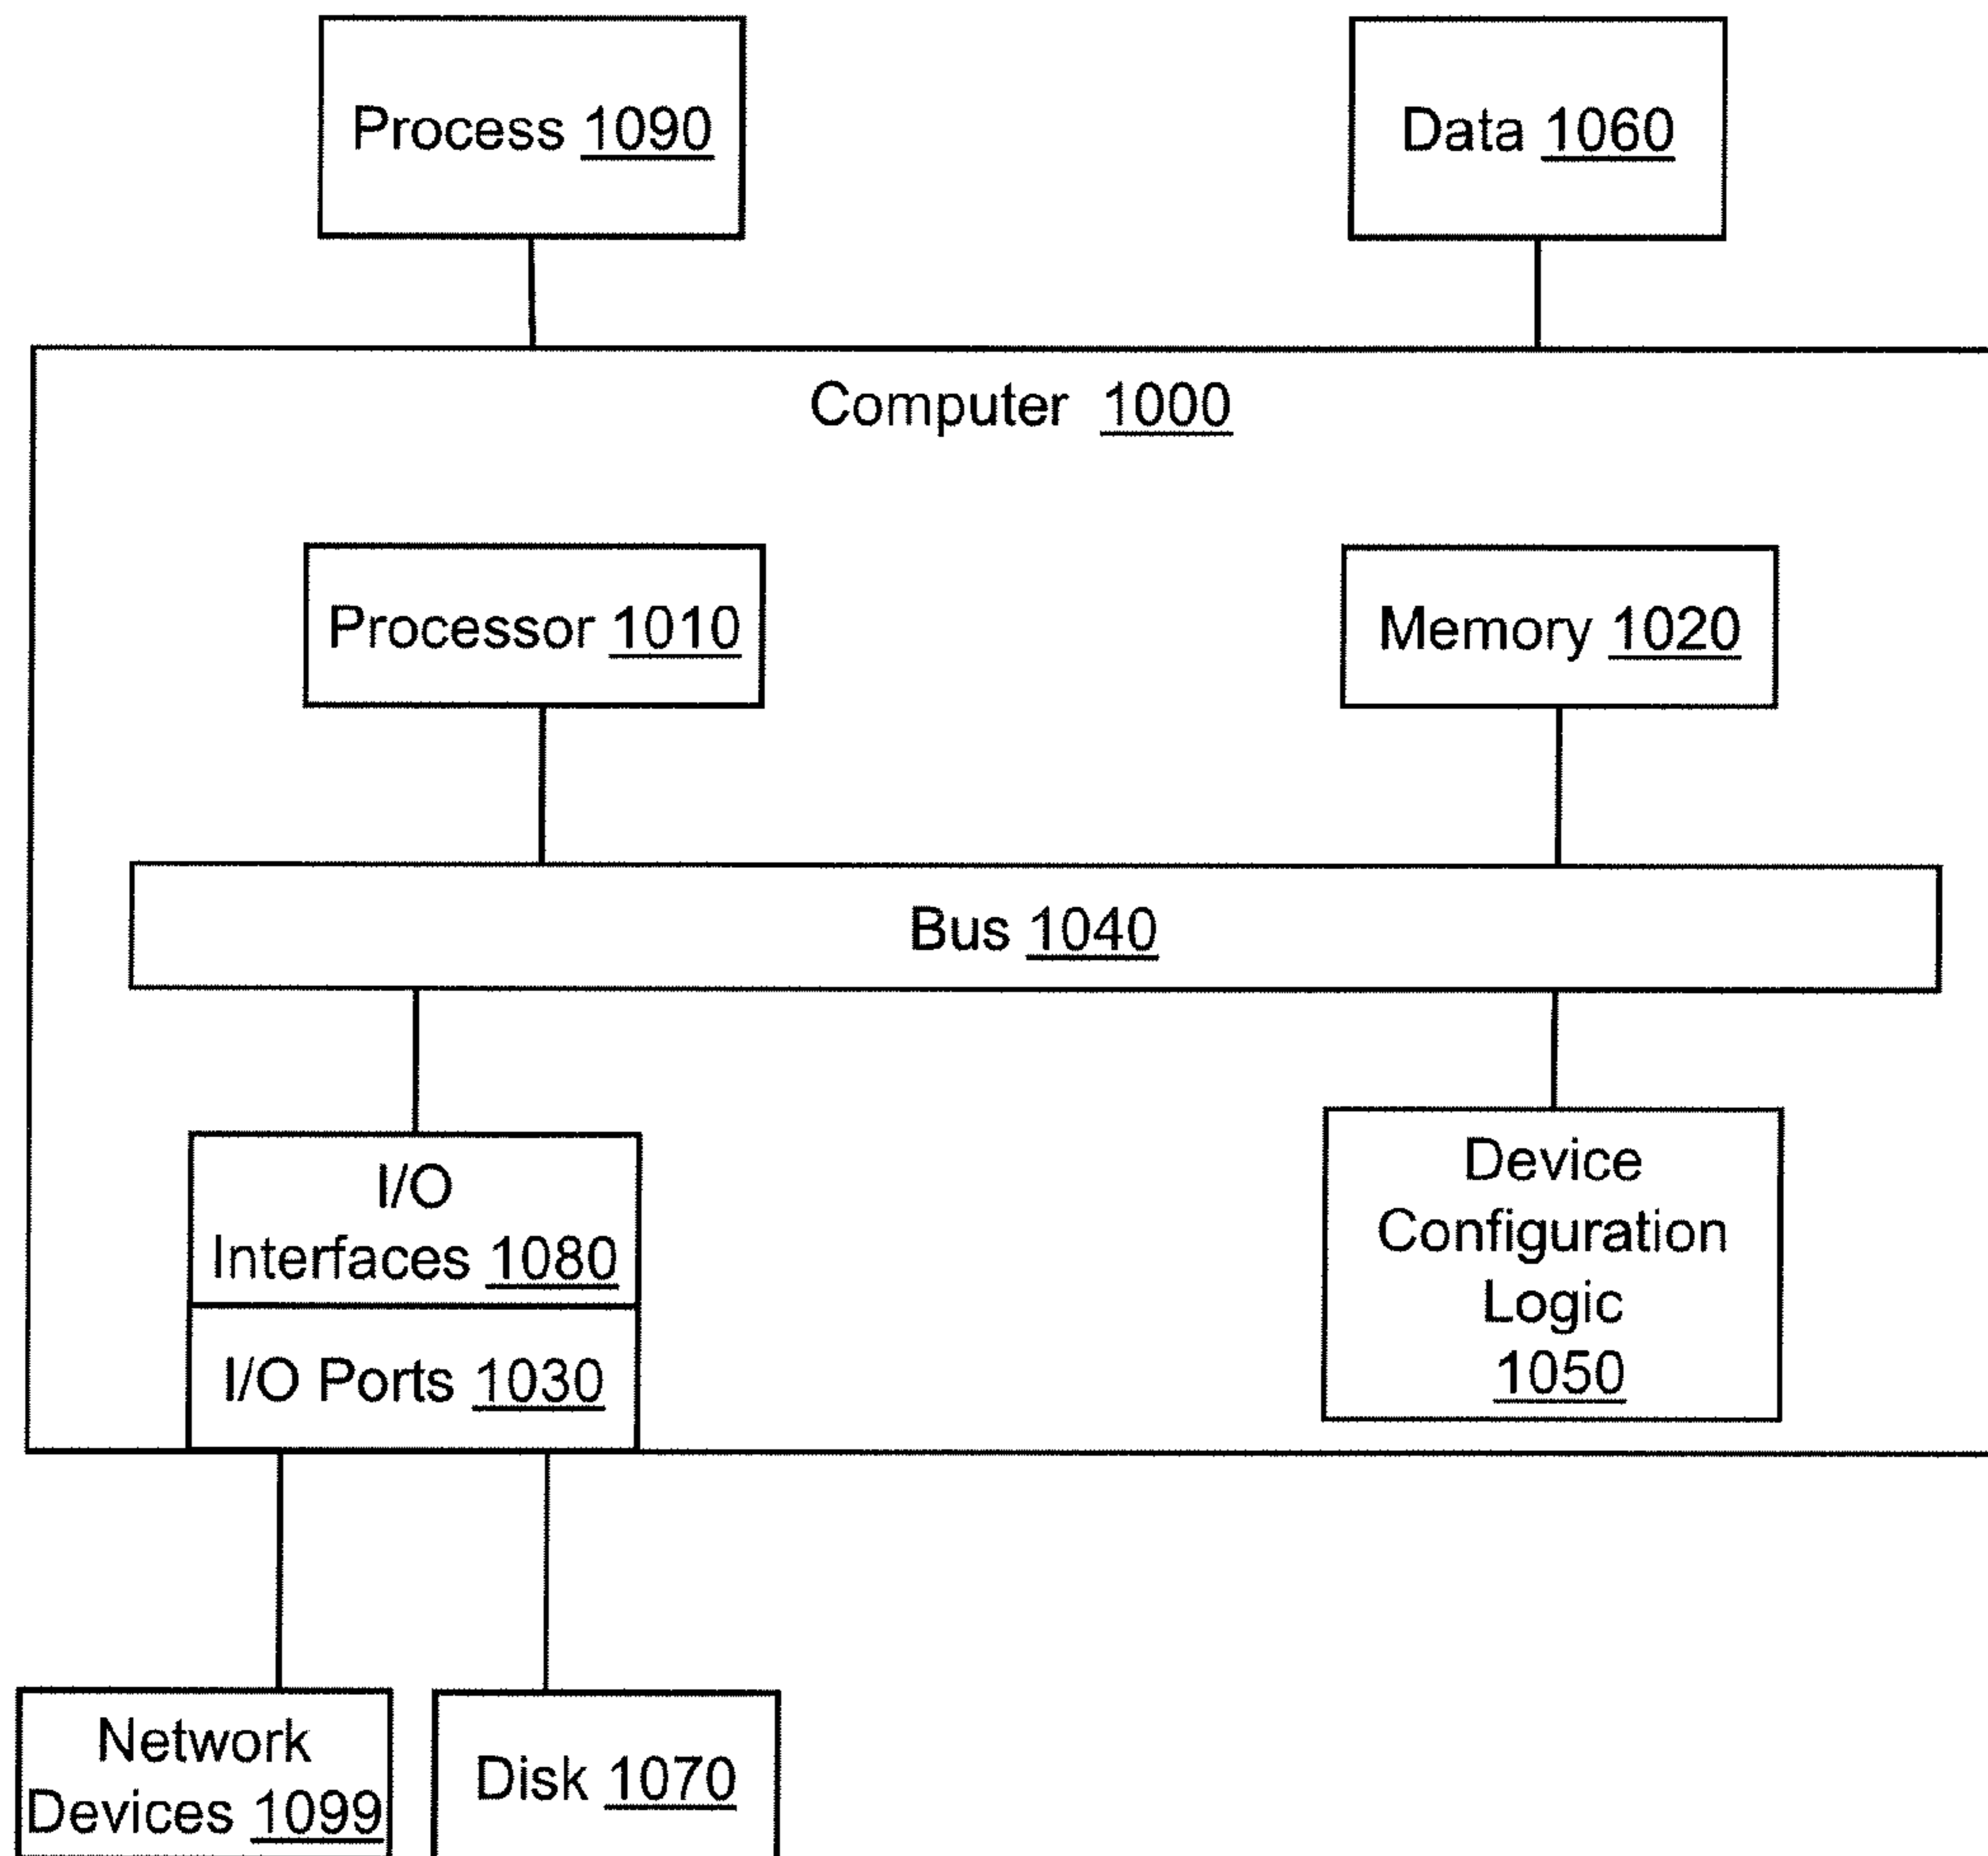 Process 1090
Data 1060
Computer 1000
Processor 1010
Memory 1020
Bus 1040
I/O
Interfaces 1080
I/O Ports 1030
Device
Configuration
Logic
1050
Network
Devices 1099
Disk 1070